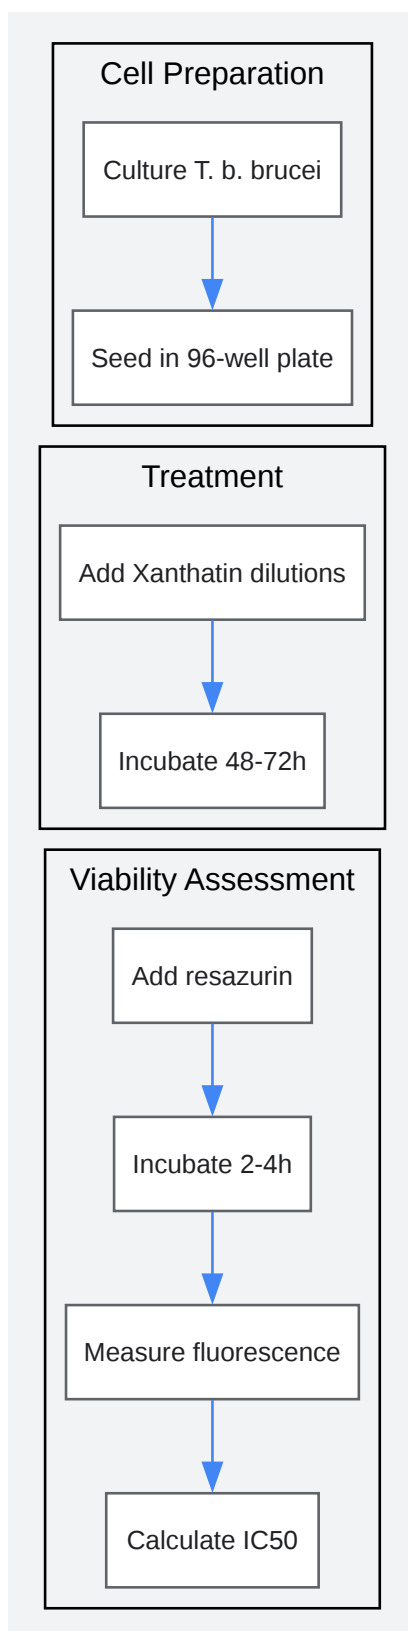 Cell Preparation
Culture T. b. brucei
Seed in 96-well plate
Treatment
Add Xanthatin dilutions
Incubate 48-72h
Viability Assessment
Add resazurin
Incubate 2-4h
Measure fluorescence
Calculate IC50